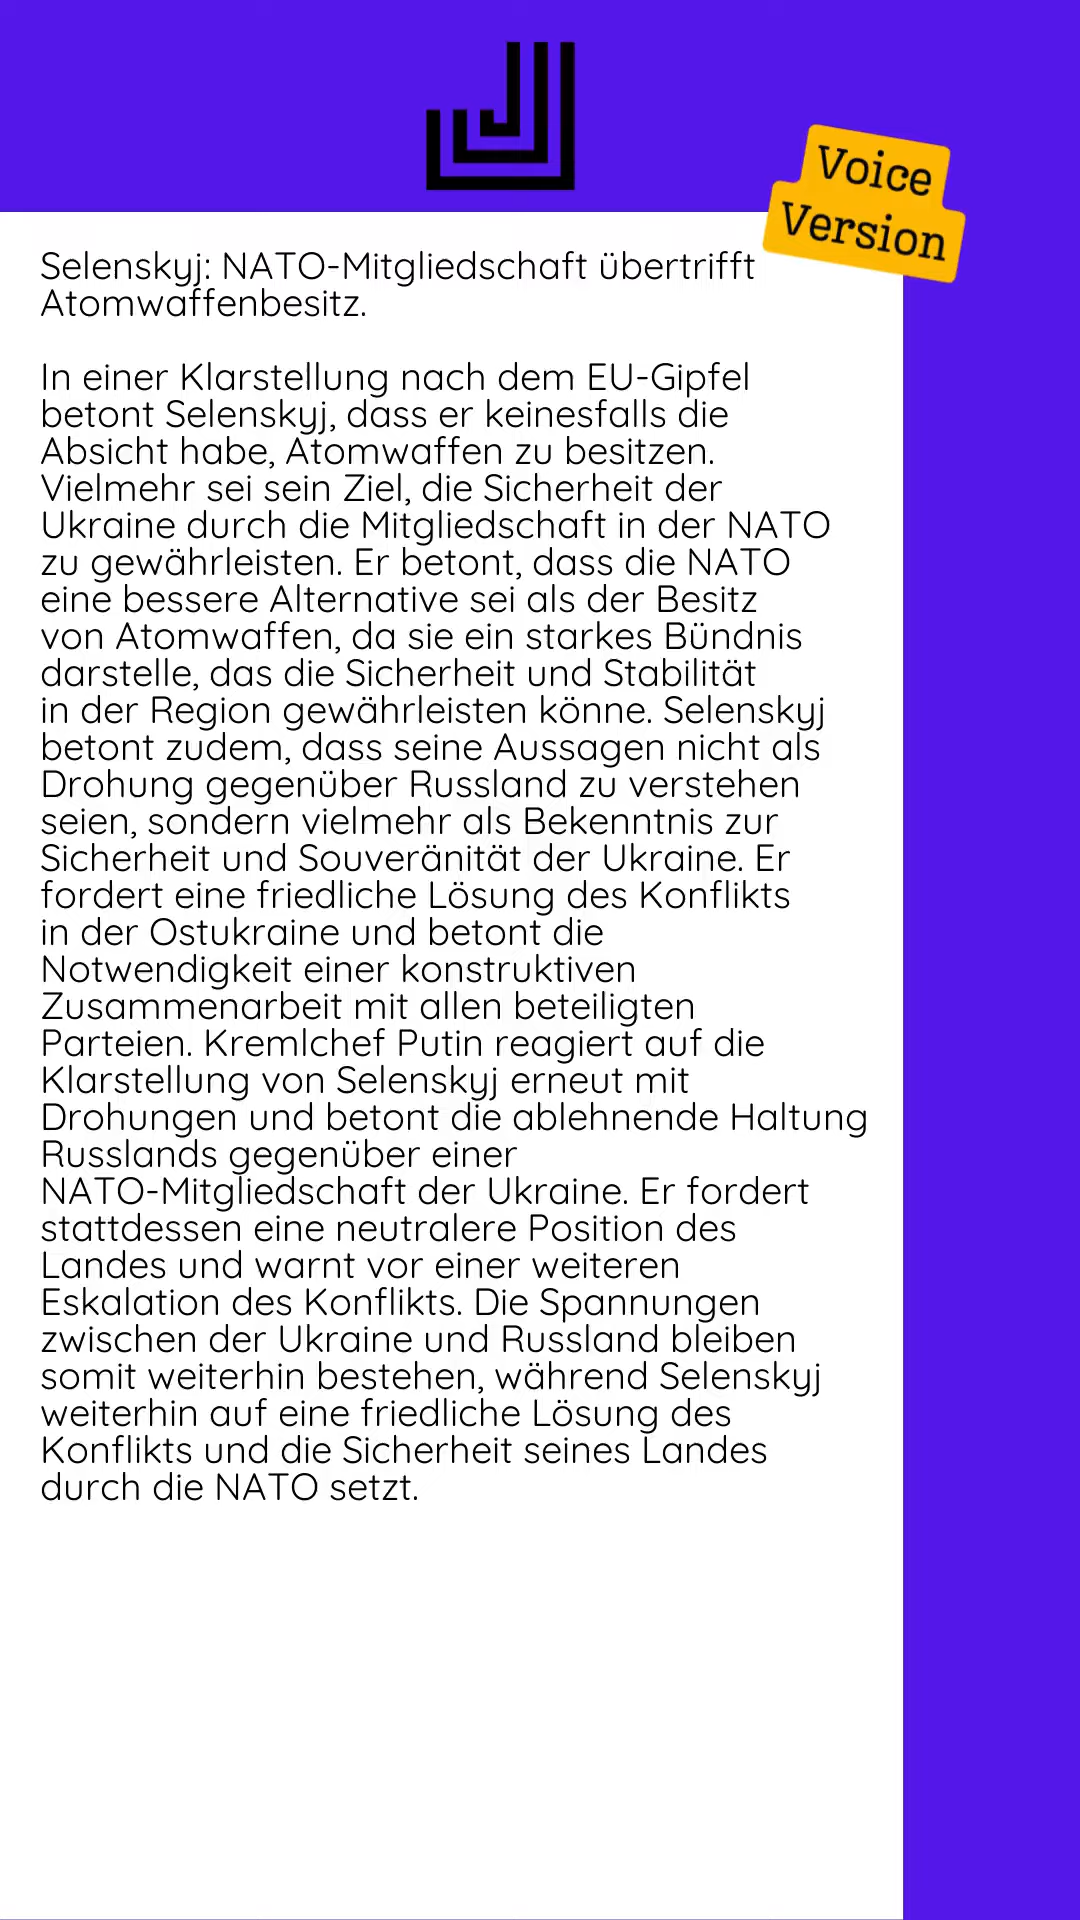 Voice
Version
Selenskyj: NATO-Mitgliedschaft übertrifft
Atomwaffenbesitz.
In einer Klarstellung nach dem EU-Gipfel
betont Selenskyj, dass er keinesfalls die
Absicht habe, Atomwaffen zu besitzen.
Vielmehr sei sein Ziel, die Sicherheit der
Ukraine durch die Mitgliedschaft in der NATO
zu gewährleisten. Er betont, dass die NATO
eine bessere Alternative sei als der Besitz
von Atomwaffen, da sie ein starkes Bündnis
darstelle, das die Sicherheit und Stabilität
in der Region gewährleisten könne. Selenskyj
betont zudem, dass seine Aussagen nicht als
Drohung gegenüber Russland zu verstehen
seien, sondern vielmehr als Bekenntnis zur
Sicherheit und Souveränität der Ukraine. Er
fordert eine friedliche Lösung des Konflikts
in der Ostukraine und betont die
Notwendigkeit einer konstruktiven
Zusammenarbeit mit allen beteiligten
Parteien. Kremlchef Putin reagiert auf die
Klarstellung von Selenskyj erneut mit
Drohungen und betont die ablehnende Haltung
Russlands gegenüber einer
NATO-Mitgliedschaft der Ukraine. Er fordert
stattdessen eine neutralere Position des
Landes und warnt vor einer weiteren
Eskalation des Konflikts. Die Spannungen
zwischen der Ukraine und Russland bleiben
somit weiterhin bestehen, während Selenskyj
weiterhin auf eine friedliche Lösung des
Konflikts und die Sicherheit seines Landes
durch die NATO setzt.